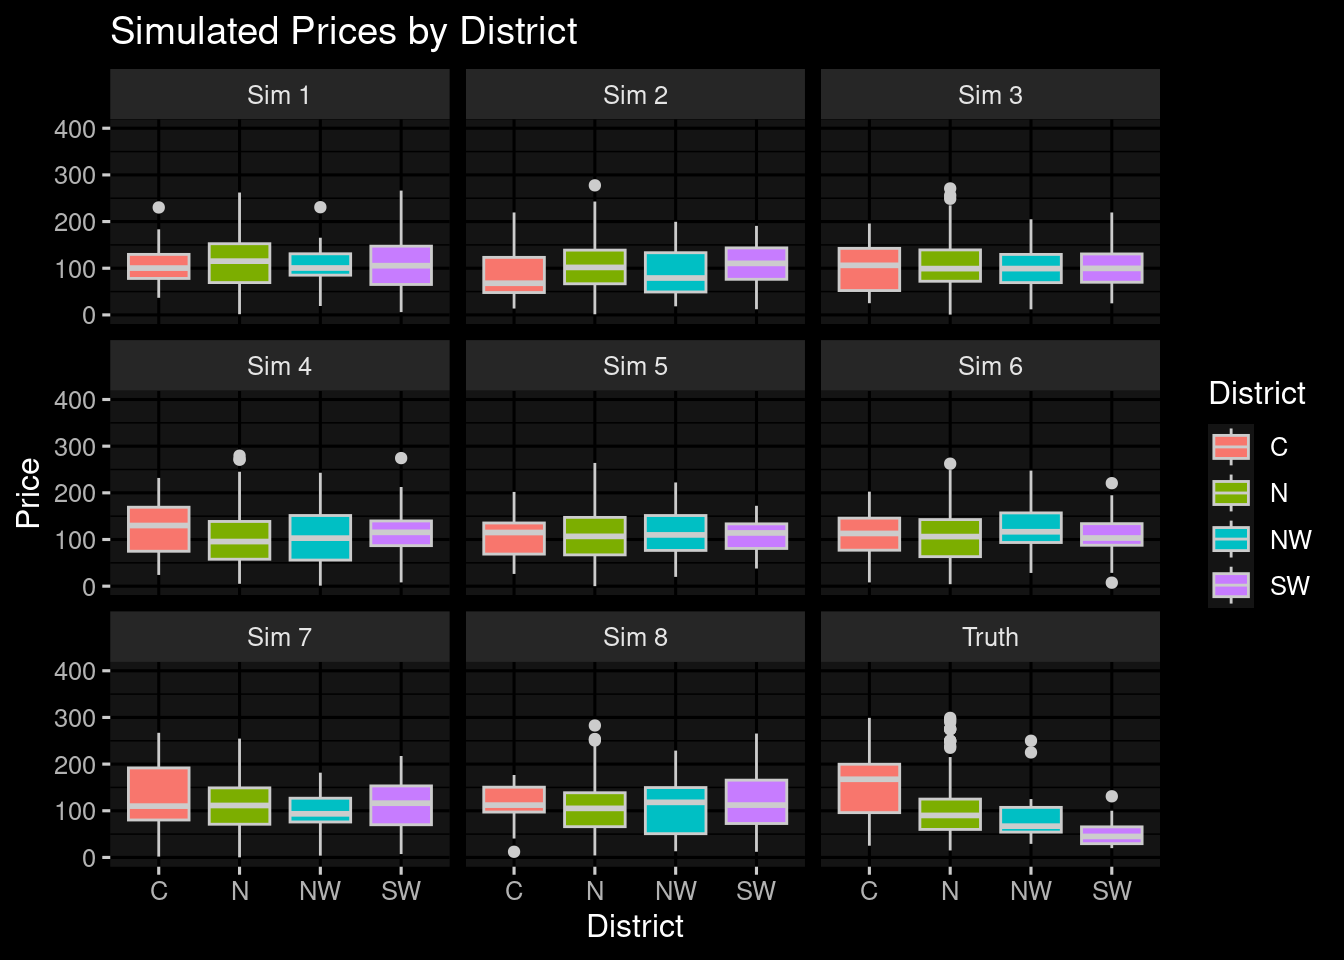 Simulated Prices by District
Sim 1 Sim 2 Sim 3
400
300
200
100
0
Sim 4 Sim 5 Sim 6
400
300
200
100
0
Sim 7 Sim 8 Truth
400
300
200
100
0
C N NW SW C N NW SW C N NW SW
District
Price
District
C
N
NW
SW